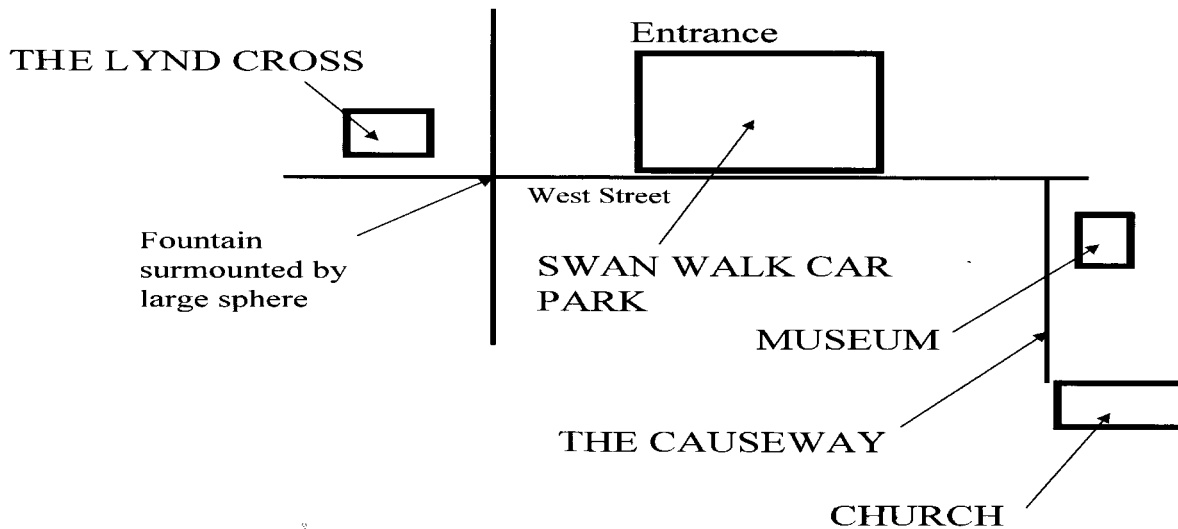 Entrance
THE LYND CROSS
West Street
Fountain
surmounted by
large sphere
SWAN WALK CAR
PARK
MUSEUM
THE CAUSEWAY
CHURCH